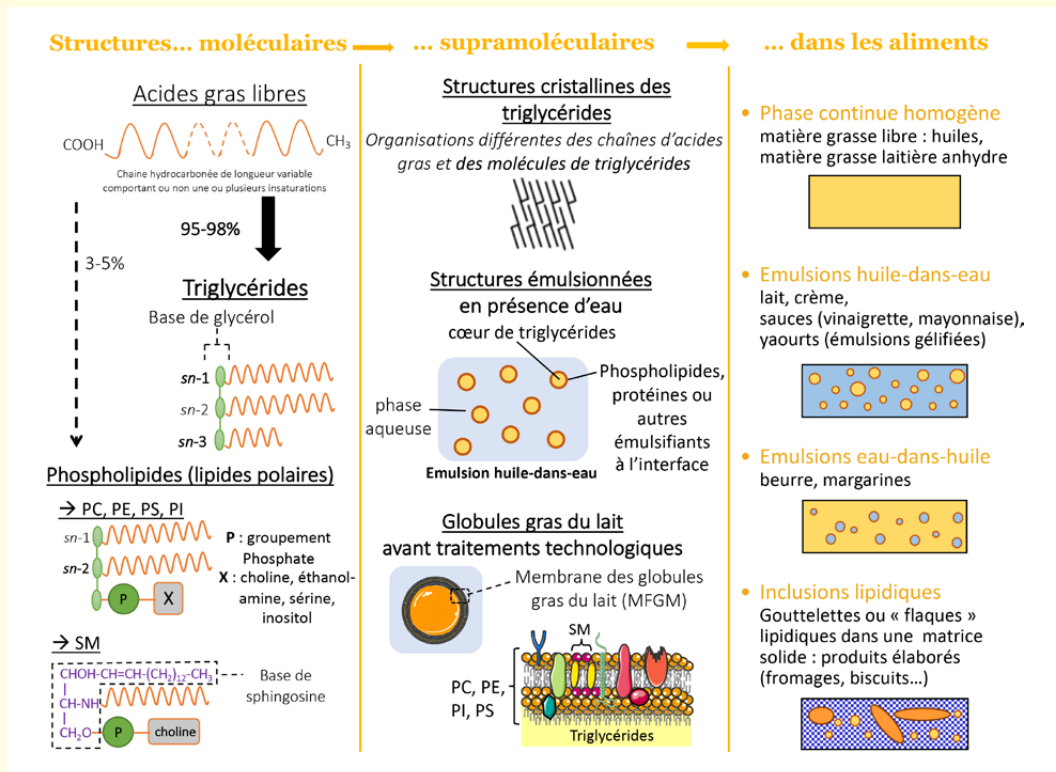 Structures... moléculaires
... supramoléculaires
... dans les aliments
Acides gras libres
COOH
CH3
Chaine hydrocarbonée de longueur variable
comportant ou non une ou plusieurs insaturations
95-98%
3-5%
Triglycérides
Base de glycérol
sn-1
sn-2
sn-3
Phospholipides (lipides polaires)
→ PC, PE, PS, PI
sn-1
sn-2
P
X
P : groupement
Phosphate
X : choline, éthanol-
amine, sérine,
inositol
→ SM
CHOH-CH=CH-(CH2)12-CH3
CH-NH
CH2O
P
choline
Base de
sphingosine
Structures cristallines des
triglycérides
Organisations différentes des chaînes d'acides
gras et des molécules de triglycérides
Structures émulsionnées
en présence d'eau
cœur de triglycérides
phase
aqueuse
Phospholipides,
protéines ou
autres
émulsifiants
à l'interface
Emulsion huile-dans-eau
Globules gras du lait
avant traitements technologiques
Membrane des globules
gras du lait (MFGM)
SM
PC, PE,
PI, PS
Triglycérides
• Phase continue homogène
matière grasse libre : huiles,
matière grasse laitière anhydre
• Emulsions huile-dans-eau
lait, crème,
sauces (vinaigrette, mayonnaise),
yaourts (émulsions gélifiées)
• Emulsions eau-dans-huile
beurre, margarines
• Inclusions lipidiques
Gouttelettes ou « flaques »
lipidiques dans une matrice
solide : produits élaborés
(fromages, biscuits...)